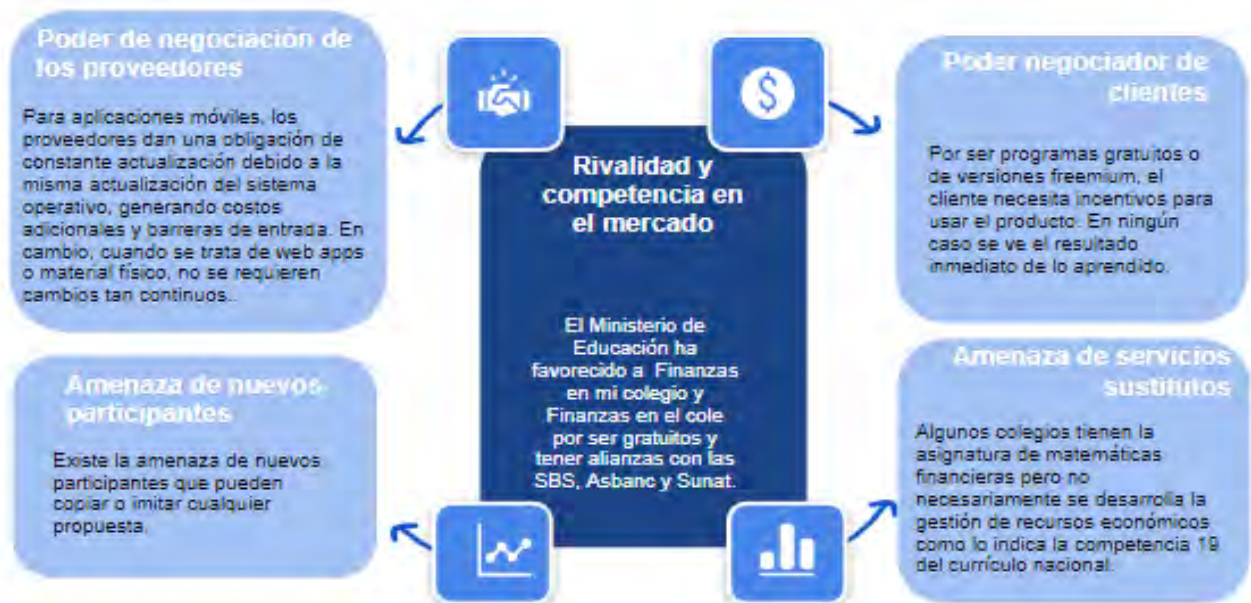 Poder de negociación de
los proveedores
Para aplicaciones móviles, los
proveedores dan una obligación de
constante actualización debido a la
misma actualización del sistema
operativo, generando costos
adicionales y barreras de entrada. En
cambio, cuando se trata de web apps
o material físico, no se requieren
cambios tan continuos..
Rivalidad y
competencia en
el mercado
El Ministerio de
Educación ha
favorecido a Finanzas
en mi colegio y
Finanzas en el cole
por ser gratuitos y
tener alianzas con las
SBS, Asbanc y Sunat.
$
Poder negociador de
clientes
Por ser programas gratuitos o
de versiones freemium, el
cliente necesita incentivos para
usar el producto. En ningún
caso se ve el resultado
inmediato de lo aprendido.
Amenaza de nuevos
participantes
Existe la amenaza de nuevos
participantes que pueden
copiar o imitar cualquier
propuesta.
Amenaza de servicios
sustitutos
Algunos colegios tienen la
asignatura de matemáticas
financieras pero no
necesariamente se desarrolla la
gestión de recursos económicos
como lo indica la competencia 19
del currículo nacional.